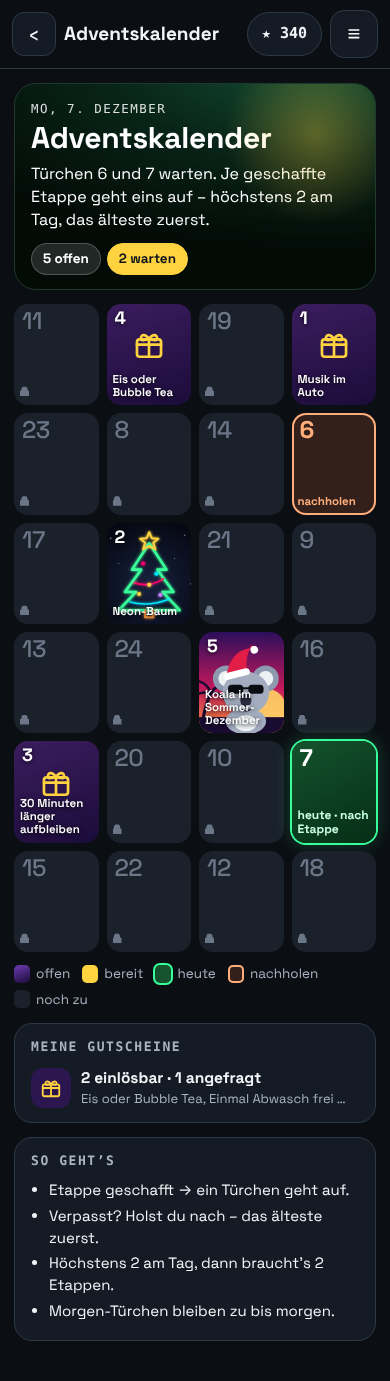 < Adventskalender ★ 340 ≡
MO, 7. DEZEMBER
Adventskalender
Türchen 6 und 7 warten. Je geschaffte
Etappe geht eins auf – höchstens 2 am
Tag, das älteste zuerst.
5 offen 2 warten
11 4 19 1
Eis oder
Bubble Tea
Musik im
Auto
23 8 14 6
nachholen
17 2 21 9
Neon-Baum
13 24 5 16
Koala im
Sommer-
Dezember
3 20 10 7
30 Minuten
länger
aufbleiben
heute · nach
Etappe
15 22 12 18
offen bereit heute nachholen
noch zu
MEINE GUTSCHEINE
2 einlösbar · 1 angefragt
Eis oder Bubble Tea, Einmal Abwasch frei …
SO GEHT’S
• Etappe geschafft → ein Türchen geht auf.
• Verpasst? Holst du nach – das älteste
zuerst.
• Höchstens 2 am Tag, dann braucht’s 2
Etappen.
• Morgen-Türchen bleiben zu bis morgen.